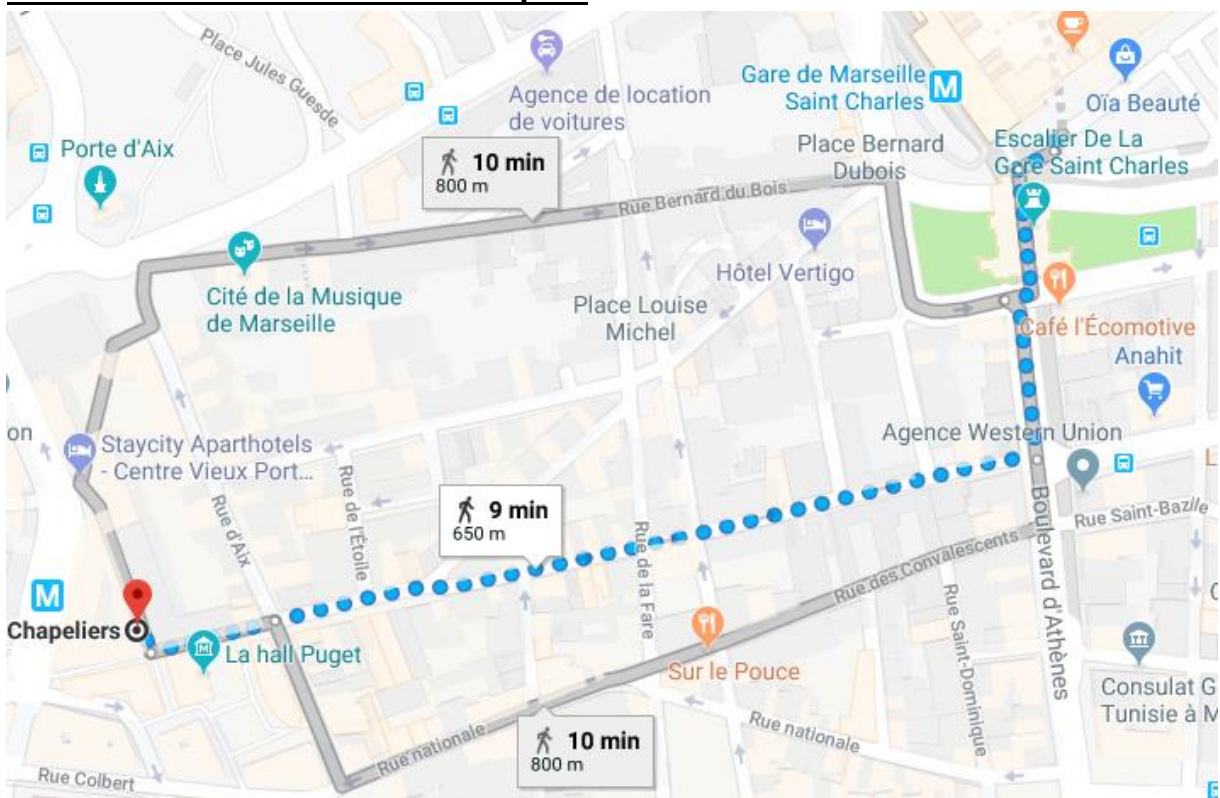 Place Jules Guesde
Agence de location
de voitures
Gare de Marseille
Saint Charles
M
Oïa Beauté
Porte d'Aix
10 min
800 m
Place Bernard
Dubois
Escalier De La
Gare Saint Charles
Rue Bernard du Bois
Cité de la Musique
de Marseille
Hôtel Vertigo
Place Louise
Michel
Café l'Écomotive
Anahit
on
Staycity Aparthotels
- Centre Vieux Port...
Agence Western Union
L
Rue d'Aix
Rue de l'Étoile
9 min
650 m
Rue de la Fare
Rue des Convalescents
Boulevard d'Athènes
Rue Saint-Bazile
M
Chapeliers
M
La hall Puget
Sur le Pouce
Rue Saint-Dominique
Consulat G
Tunisie à M
Rue nationale
10 min
800 m
Rue nationale
Rue Colbert